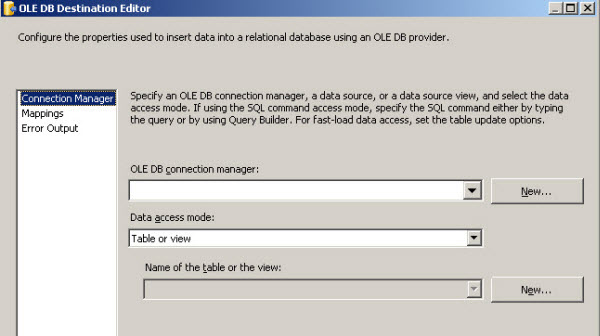 OLE DB Destination Editor
Configure the properties used to insert data into a relational database using an OLE DB provider.
Connection Manager
Mappings
Error Output
Specify an OLE DB connection manager, a data source, or a data source view, and select the data
access mode. If using the SQL command access mode, specify the SQL command either by typing
the query or by using Query Builder. For fast-load data access, set the table update options.
OLE DB connection manager:
New...
Data access mode:
Table or view
Name of the table or the view:
New...